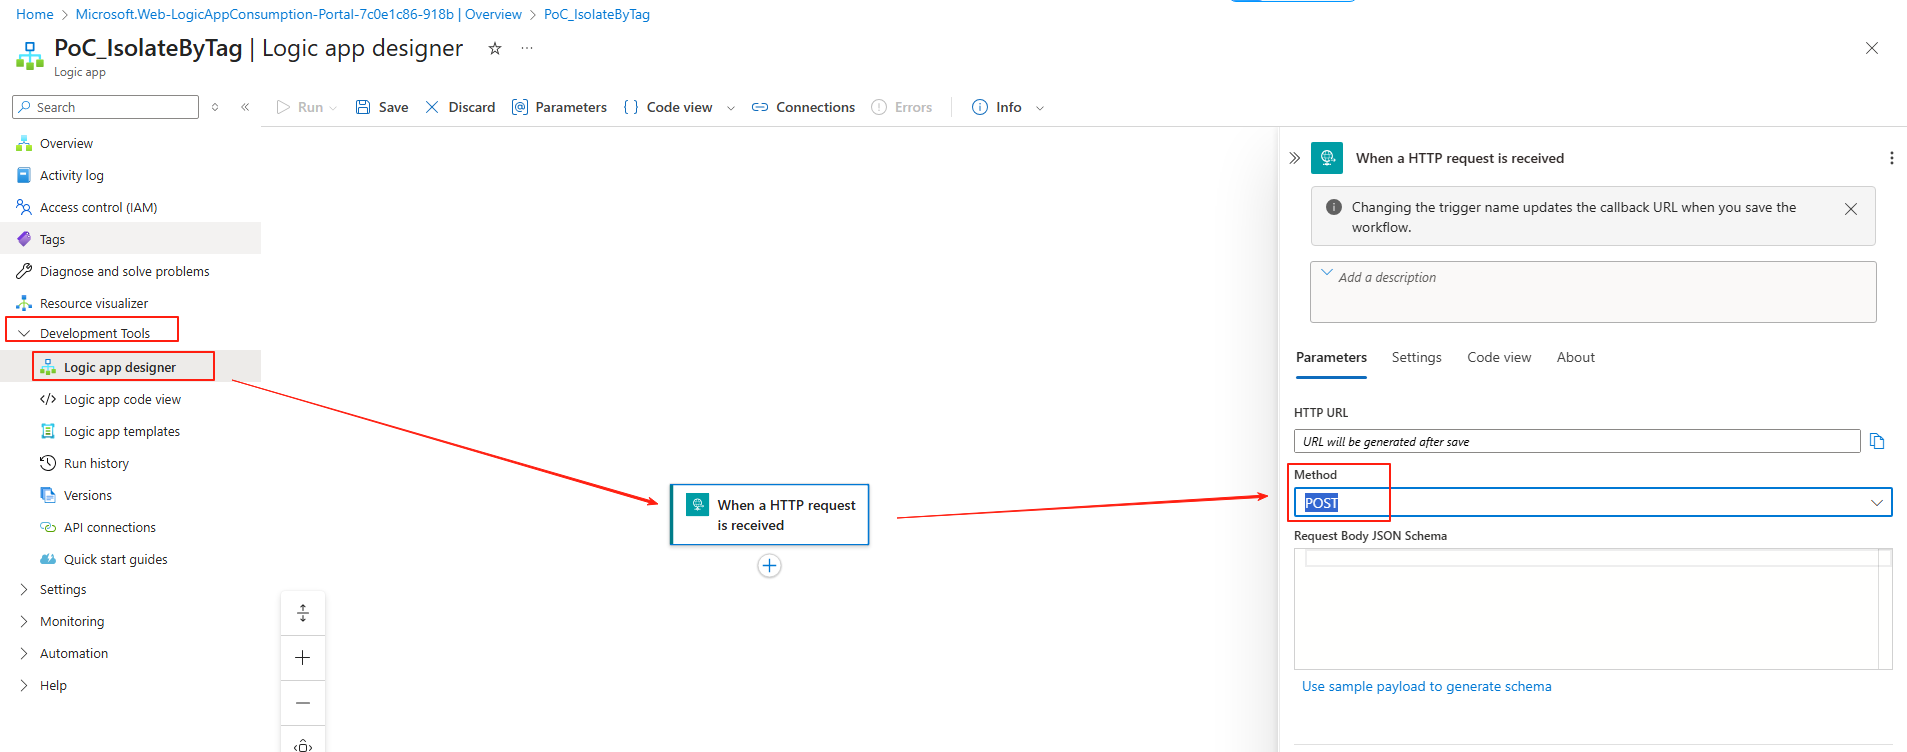 Home > Microsoft.Web-LogicAppConsumption-Portal-7c0e1c86-918b | Overview > PoC_IsolateByTag
PoC_IsolateByTag | Logic app designer
Logic app
Search
Run
Save
Discard
Parameters
Code view
Connections
Errors
Info
Overview
Activity log
Access control (IAM)
Tags
Diagnose and solve problems
Resource visualizer
Development Tools
Logic app designer
Logic app code view
Logic app templates
Run history
Versions
API connections
Quick start guides
Settings
Monitoring
Automation
Help
When a HTTP request
is received
When a HTTP request is received
Changing the trigger name updates the callback URL when you save the
workflow.
Add a description
Parameters
Settings
Code view
About
HTTP URL
URL will be generated after save
Method
POST
Request Body JSON Schema
Use sample payload to generate schema